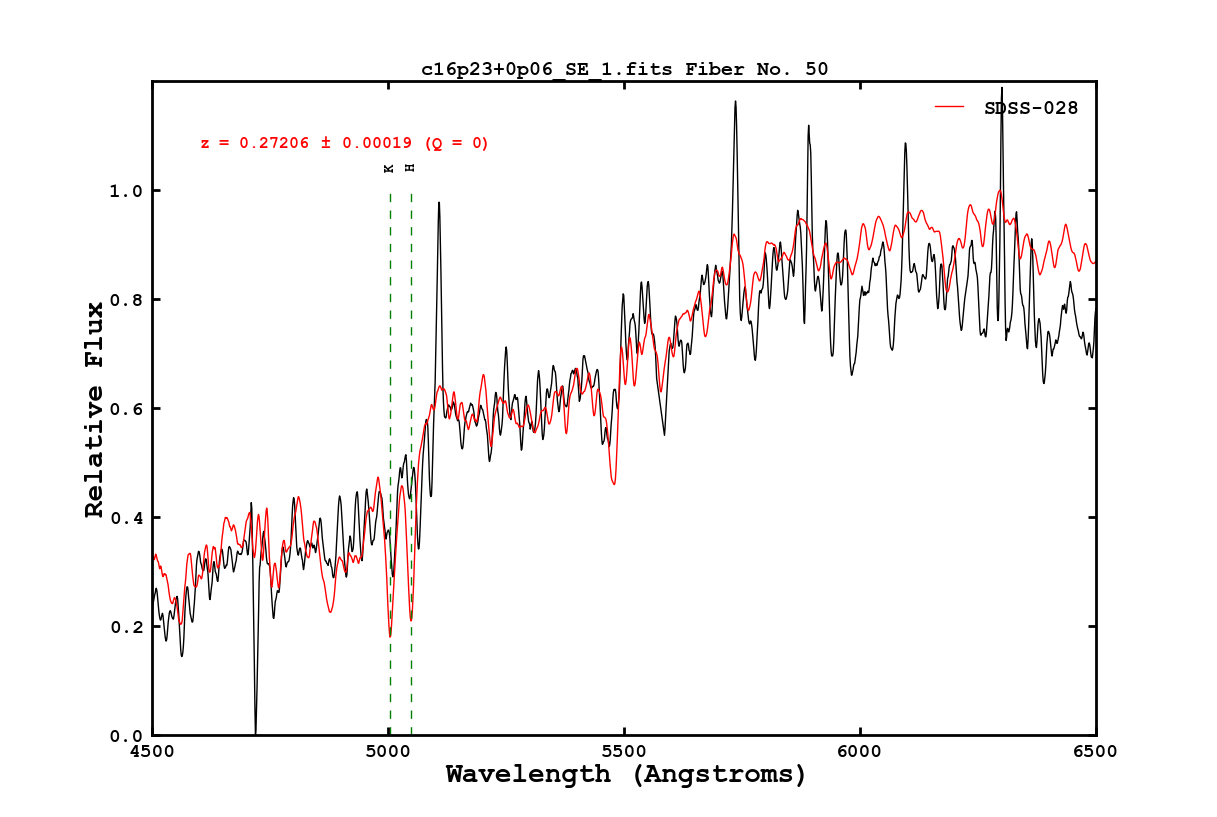 c16p23+0p06_SE_1.fits Fiber No. 50
SDSS-028
z = 0.27206 ± 0.00019 (Q = 0)
K H
1.0
0.8
0.6
0.4
0.2
0.0
Relative Flux
4500 5000 5500 6000 6500
Wavelength (Angstroms)